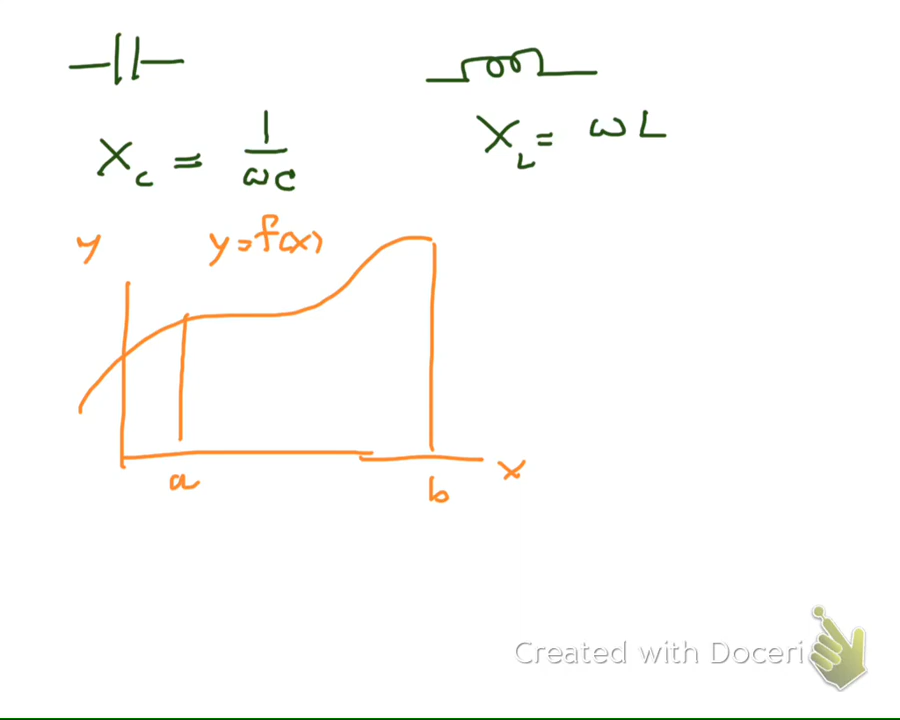 X_C = 1/ωC
X_L = ωL
y
y=f(x)
a
b
x
Created with Doceri